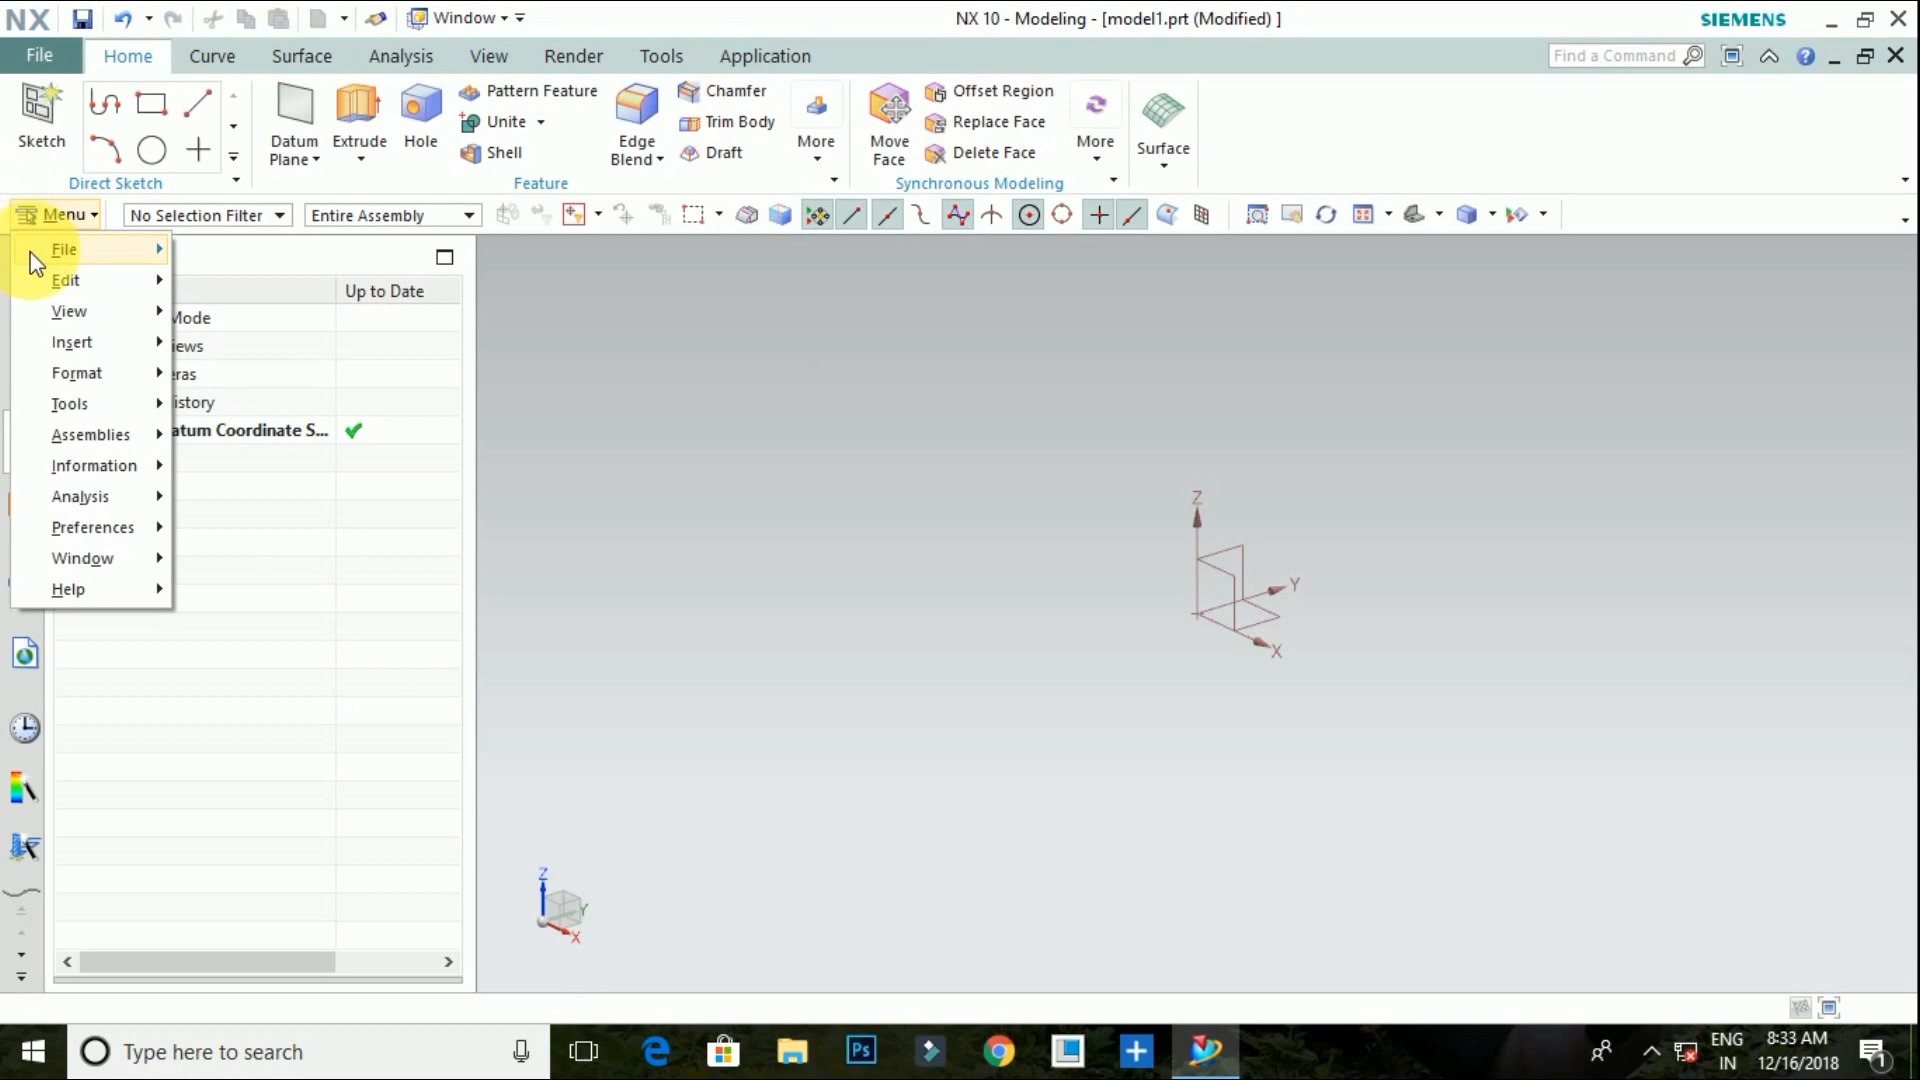 NX
Window
NX 10 - Modeling - [model1.prt (Modified) ]
SIEMENS
File
Home
Curve
Surface
Analysis
View
Render
Tools
Application
Find a Command
Sketch
Direct Sketch
Datum
Plane
Extrude
Hole
Pattern Feature
Unite
Shell
Edge
Blend
Chamfer
Trim Body
Draft
More
Feature
Move
Face
Offset Region
Replace Face
Delete Face
More
Synchronous Modeling
Surface
Menu
No Selection Filter
Entire Assembly
File
Edit
View
Insert
Format
Tools
Assemblies
Information
Analysis
Preferences
Window
Help
Up to Date
Mode
iews
eras
istory
atum Coordinate S...
Z
Y
X
Z
Y
X
Type here to search
Ps
ENG
IN
8:33 AM
12/16/2018
1